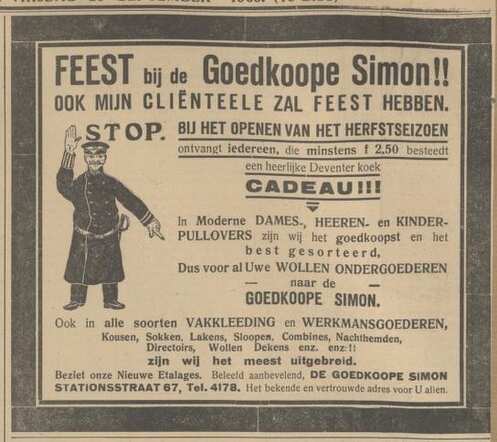 FEEST bij de Goedkoope Simon!!
OOK MIJN CLIËNTEELE ZAL FEEST HEBBEN.
STOP.
BIJ HET OPENEN VAN HET HERFSTSEIZOEN
ontvangt iedereen, die minstens f 2,50 besteedt
een heerlijke Deventer koek
CADEAU!!!
In Moderne DAMES-, HEEREN- en KINDER-
PULLOVERS zijn wij het goedkoopst en het
best gesorteerd,
Dus voor al Uwe WOLLEN ONDERGOEDEREN
— naar de —
GOEDKOOPE SIMON.
Ook in alle soorten VAKKLEEDING en WERKMANSGOEDEREN,
Kousen, Sokken, Lakens, Sloopen, Combines, Nachthemden,
Directoirs, Wollen Dekens enz. enz.!!
zijn wij het meest uitgebreid.
Beziet onze Nieuwe Etalages. Beleefd aanbevelend, DE GOEDKOOPE SIMON
STATIONSSTRAAT 67, Tel. 4178. Het bekende en vertrouwde adres voor U allen.